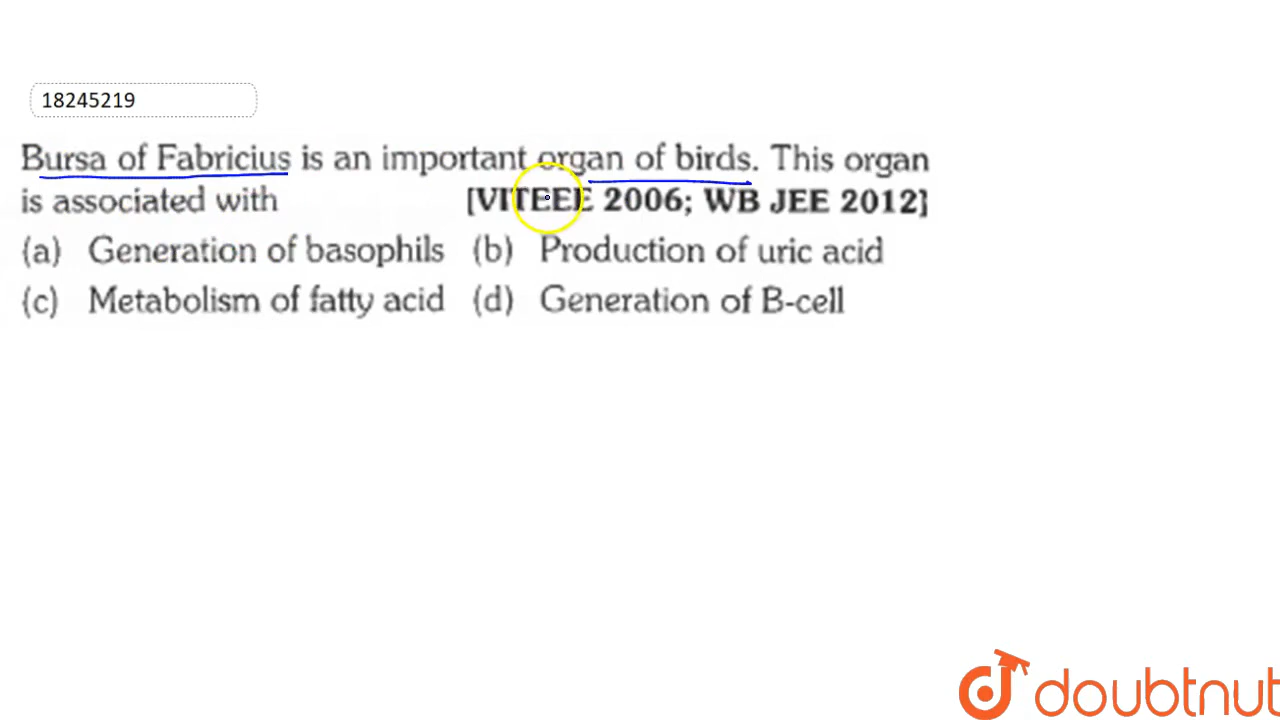 18245219
Bursa of Fabricius is an important organ of birds. This organ
is associated with [VITEEE 2006; WB JEE 2012]
(a) Generation of basophils (b) Production of uric acid
(c) Metabolism of fatty acid (d) Generation of B-cell
doubtnut